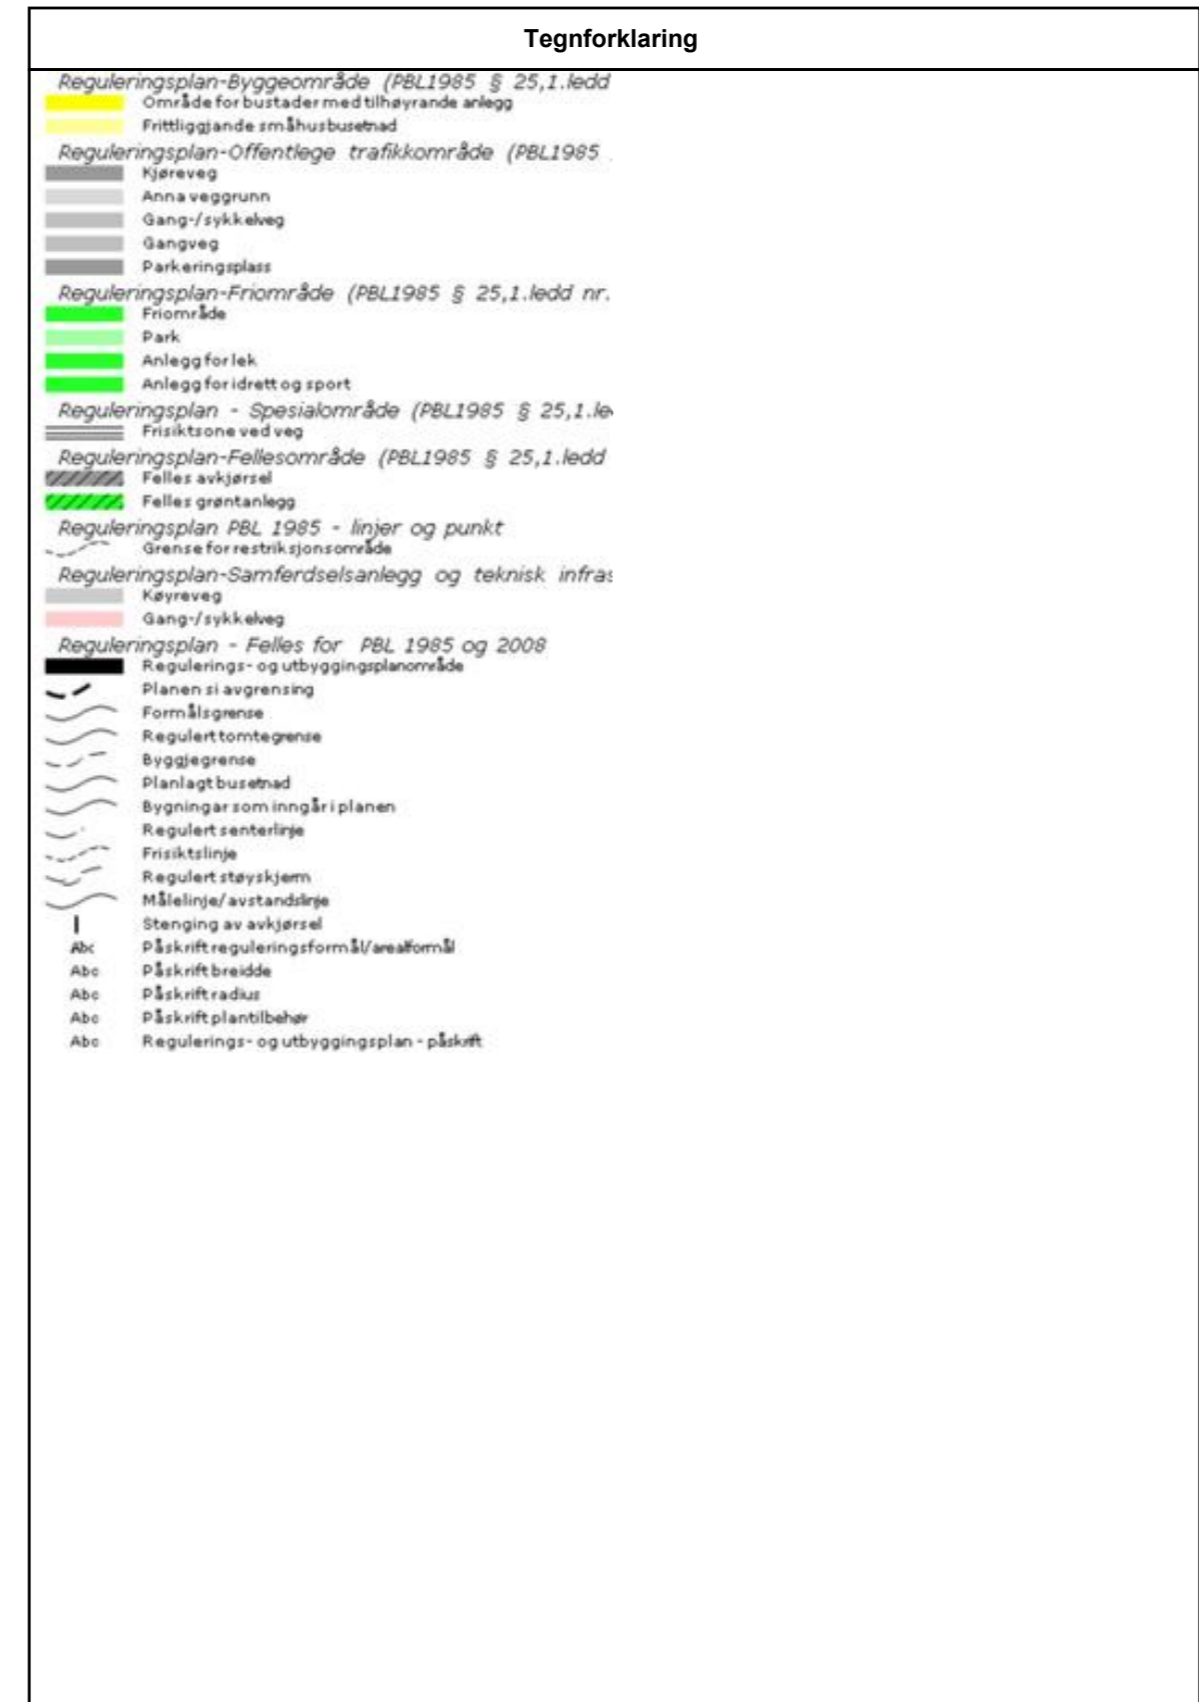 Tegnforklaring
Reguleringsplan-Byggeområde (PBL1985 § 25,1.ledd
Område for bustader med tilhøyrande anlegg
Frittliggjande småhusbusetnad
Reguleringsplan-Offentlege trafikkområde (PBL1985
Kjøreveg
Anna veggrunn
Gang-/sykkelveg
Gangveg
Parkeringsplass
Reguleringsplan-Friområde (PBL1985 § 25,1.ledd nr.
Friområde
Park
Anlegg for lek
Anlegg for idrett og sport
Reguleringsplan - Spesialområde (PBL1985 § 25,1.le
Frisiktsone ved veg
Reguleringsplan-Fellesområde (PBL1985 § 25,1.ledd
Felles avkjørsel
Felles grøntanlegg
Reguleringsplan PBL 1985 - linjer og punkt
Grense for restriksjonsområde
Reguleringsplan-Samferdselsanlegg og teknisk infras
Køyreveg
Gang-/sykkelveg
Reguleringsplan - Felles for PBL 1985 og 2008
Regulerings- og utbyggingsplanområde
Planen si avgrensing
Formålsgrense
Regulert tomtegrense
Byggjegrense
Planlagt busetnad
Bygningar som inngår i planen
Regulert senterlinje
Frisiktslinje
Regulert støyskjerm
Målelinje/avstandslinje
Stenging av avkjørsel
Abc Påskrift reguleringsformål/arealformål
Abc Påskrift breidde
Abc Påskrift radius
Abc Påskrift plantilbehør
Abc Regulerings- og utbyggingsplan - påskrift